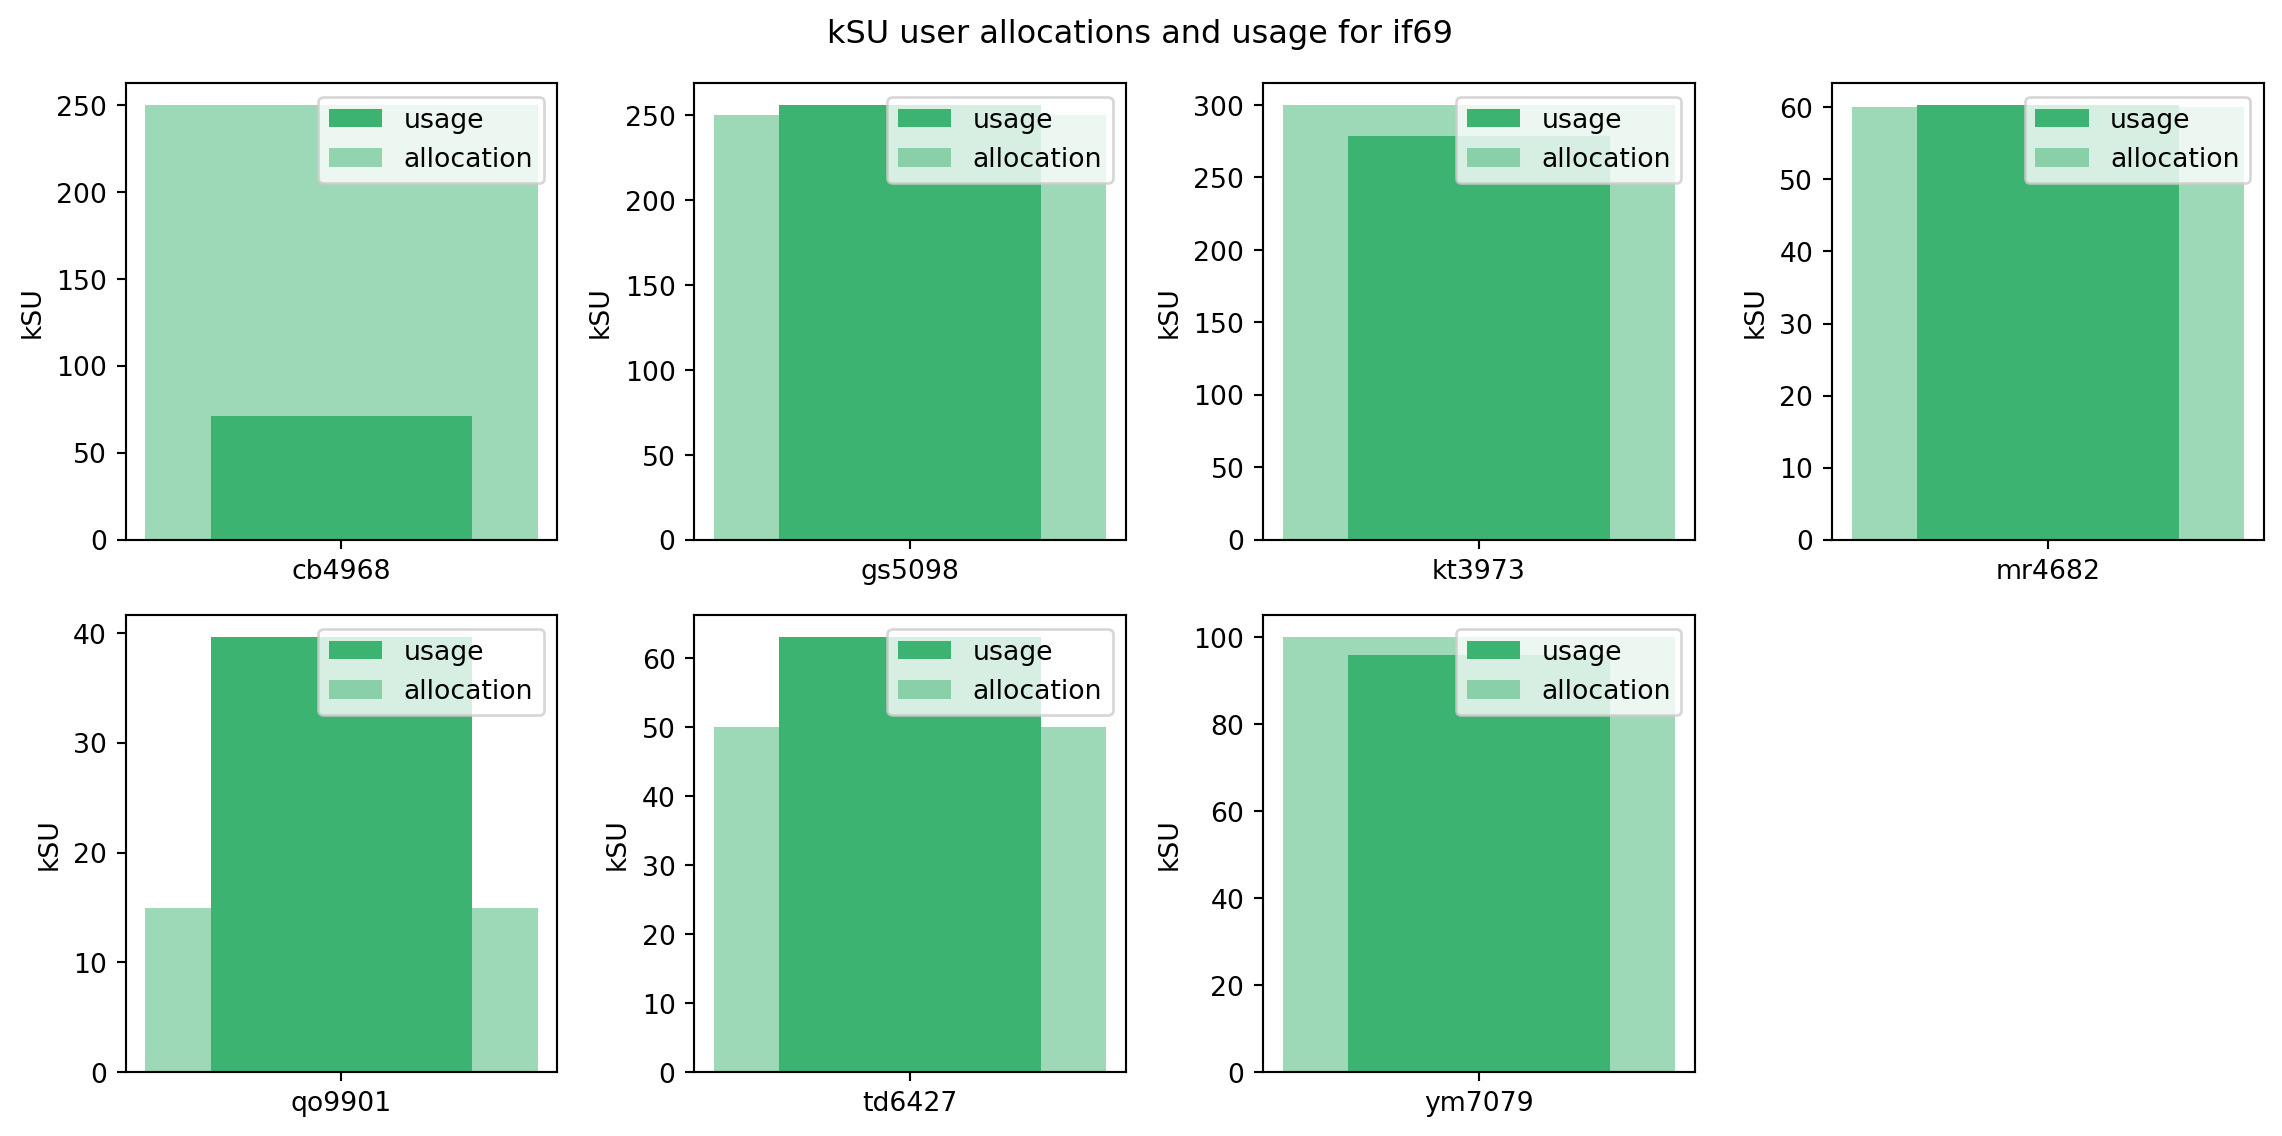 kSU user allocations and usage for if69
250
200
150
100
50
0
kSU
usage
allocation
cb4968
250
200
150
100
50
0
kSU
usage
allocation
gs5098
300
250
200
150
100
50
0
kSU
usage
allocation
kt3973
60
50
40
30
20
10
0
kSU
usage
allocation
mr4682
40
30
20
10
0
kSU
usage
allocation
qo9901
60
50
40
30
20
10
0
kSU
usage
allocation
td6427
100
80
60
40
20
0
kSU
usage
allocation
ym7079